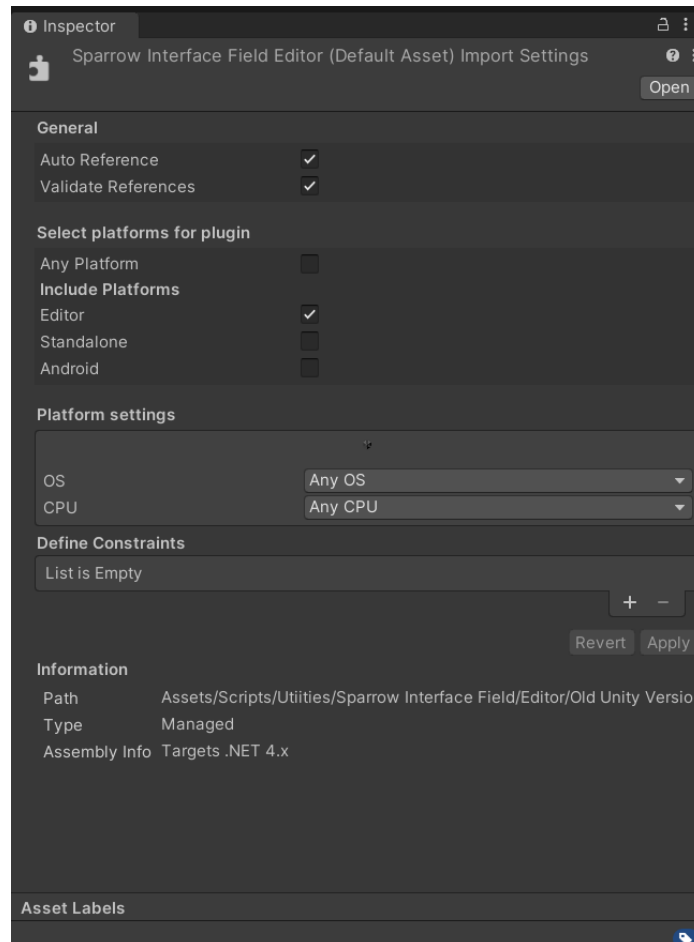 Inspector
Sparrow Interface Field Editor (Default Asset) Import Settings
Open
General
Auto Reference
Validate References
Select platforms for plugin
Any Platform
Include Platforms
Editor
Standalone
Android
Platform settings
OS Any OS
CPU Any CPU
Define Constraints
List is Empty
Revert Apply
Information
Path Assets/Scripts/Utiities/Sparrow Interface Field/Editor/Old Unity Versio
Type Managed
Assembly Info Targets .NET 4.x
Asset Labels